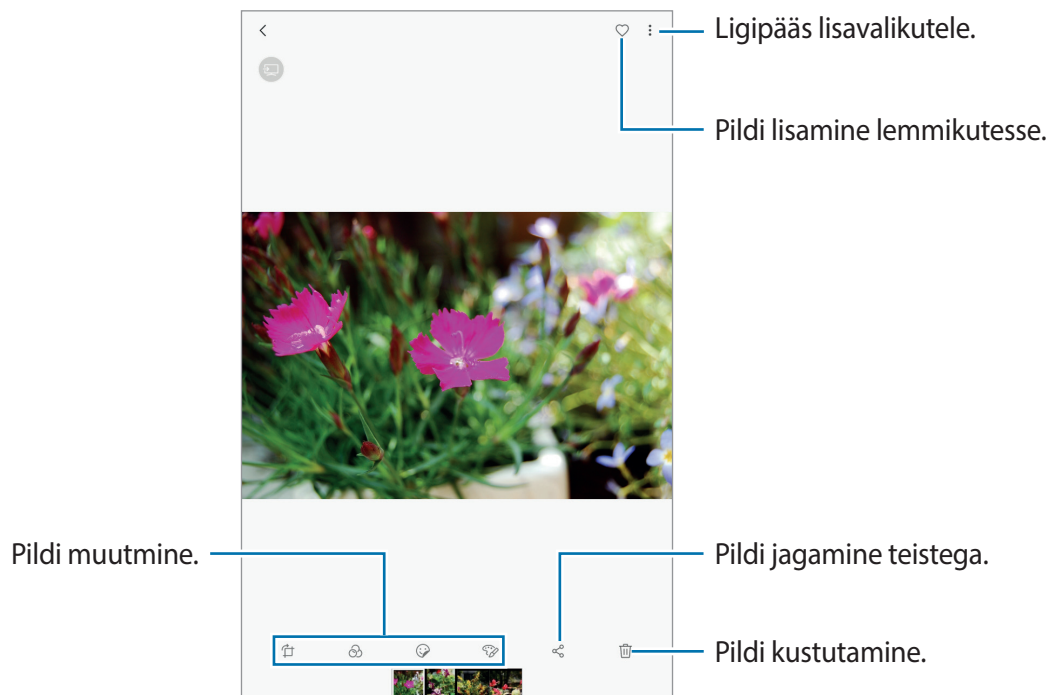 Ligipääs lisavalikutele.
Pildi lisamine lemmikutesse.
Pildi muutmine.
Pildi jagamine teistega.
Pildi kustutamine.